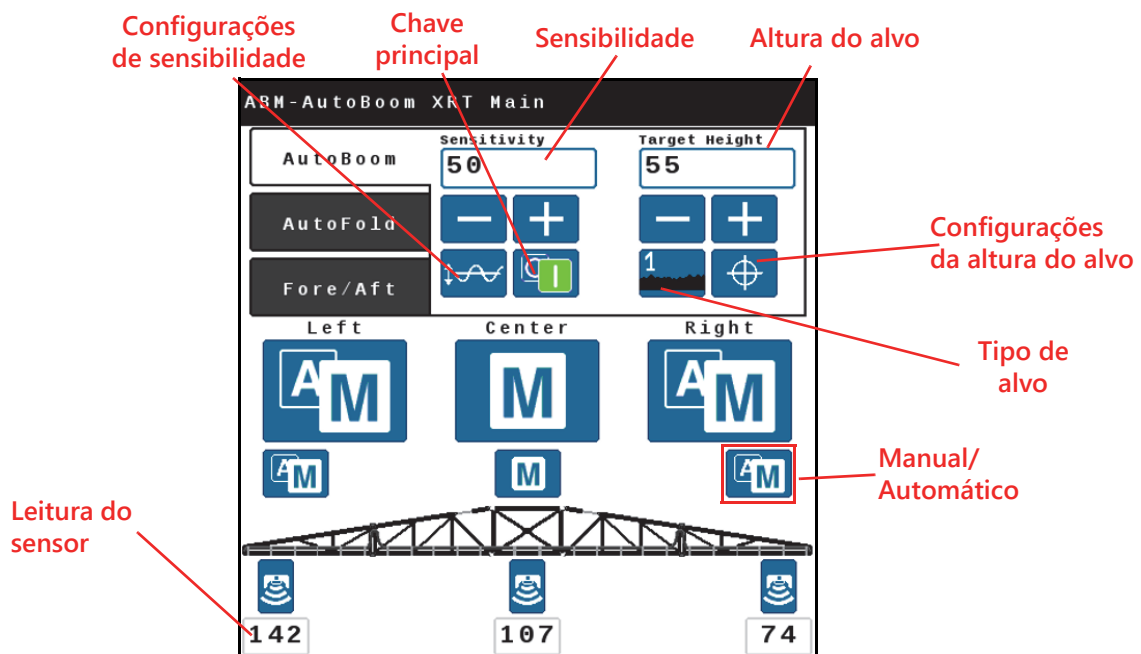 Configurações
de sensibilidade
Chave
principal
Sensibilidade
Altura do alvo
ABM-AutoBoom XRT Main
AutoBoom
AutoFold
Fore/Aft
Sensitivity
50
Target Height
55
1
Configurações
da altura do alvo
Tipo de
alvo
Left
Center
Right
A M
M
A M
A M
M
A M
Manual/
Automático
Leitura do
sensor
142
107
74